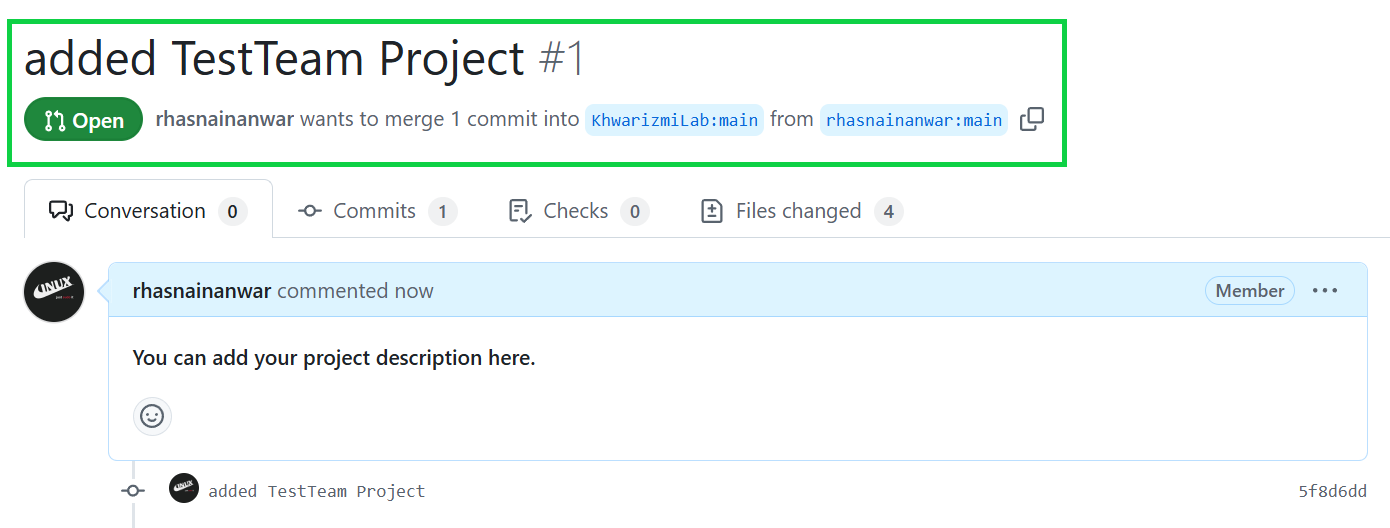 added TestTeam Project #1
Open rhasnainanwar wants to merge 1 commit into KhwarizmiLab:main from rhasnainanwar:main
Conversation 0 Commits 1 Checks 0 Files changed 4
LINUX
rhasnainanwar commented now Member
You can add your project description here.
LINUX
added TestTeam Project 5f8d6dd